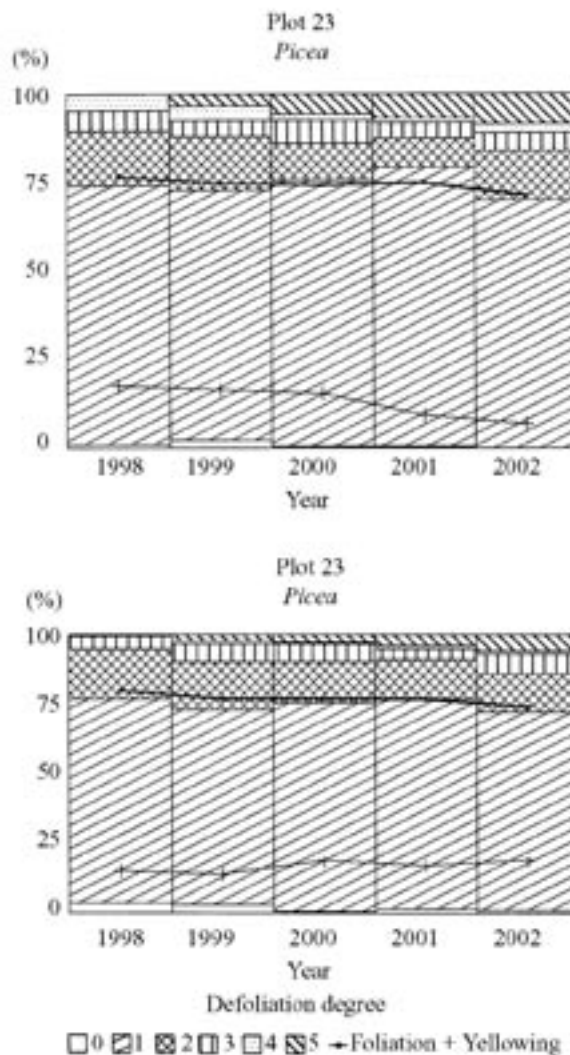 Plot 23
Picea
(%)
100
75
50
25
0
1998 1999 2000 2001 2002
Year
Plot 23
Picea
(%)
100
75
50
25
0
1998 1999 2000 2001 2002
Year
Defoliation degree
0 1 2 3 4 5 Foliation + Yellowing